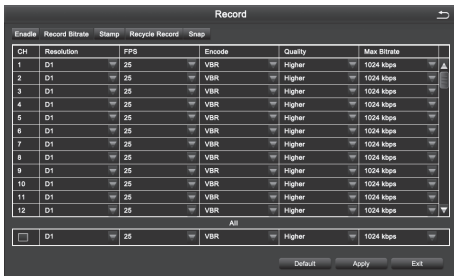 Record
Enable Record Bitrate Stamp Recycle Record Snap
CH Resolution FPS Encode Quality Max Bitrate
1 D1 25 VBR Higher 1024 kbps
2 D1 25 VBR Higher 1024 kbps
3 D1 25 VBR Higher 1024 kbps
4 D1 25 VBR Higher 1024 kbps
5 D1 25 VBR Higher 1024 kbps
6 D1 25 VBR Higher 1024 kbps
7 D1 25 VBR Higher 1024 kbps
8 D1 25 VBR Higher 1024 kbps
9 D1 25 VBR Higher 1024 kbps
10 D1 25 VBR Higher 1024 kbps
11 D1 25 VBR Higher 1024 kbps
12 D1 25 VBR Higher 1024 kbps
All
D1 25 VBR Higher 1024 kbps
Default Apply Exit